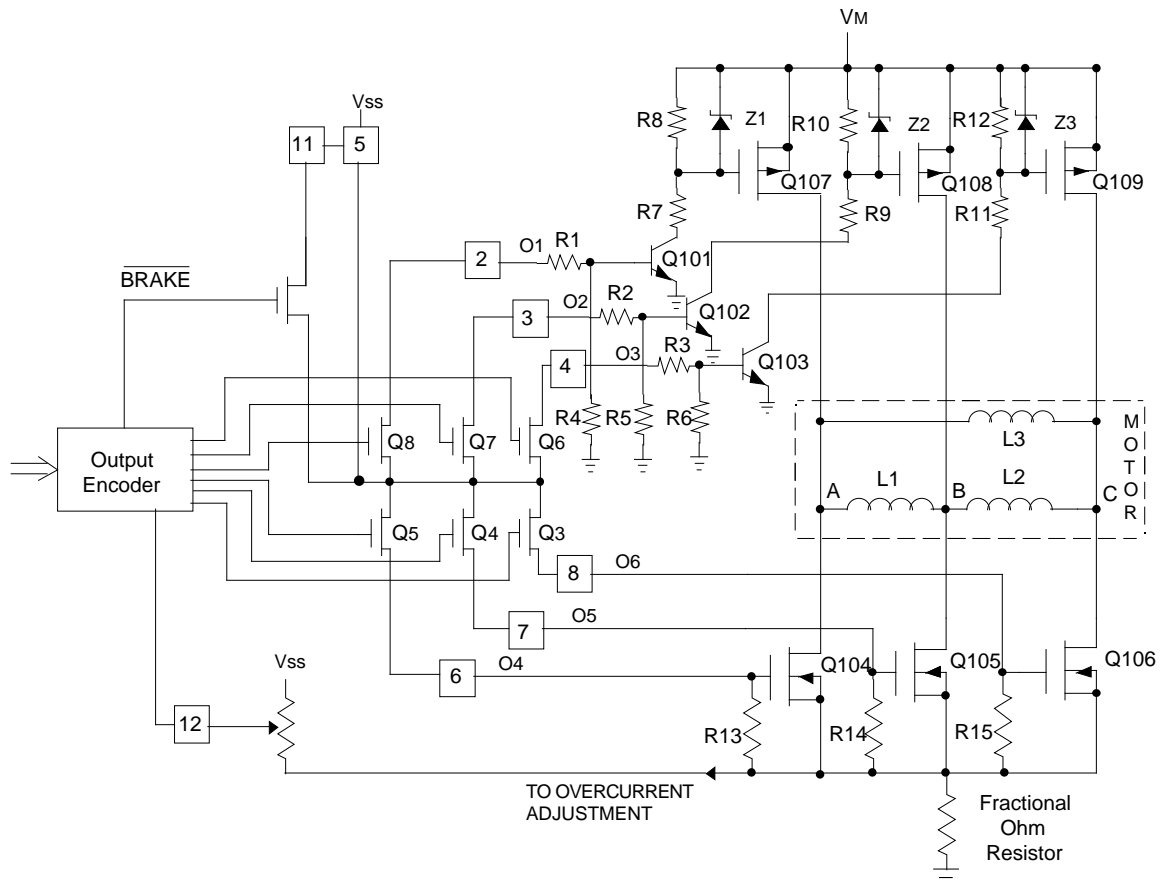 VM
Vss
R8
Z1
R10
Z2
R12
Z3
11
5
Q107
Q108
Q109
R7
R9
R11
2
O1
R1
Q101
BRAKE
3
O2
R2
Q102
4
O3
R3
Q103
R4
R5
R6
Q8
Q7
Q6
Output
Encoder
MOTOR
L3
A
L1
B
L2
C
Q5
Q4
Q3
8
O6
7
O5
6
O4
Q104
Q105
Q106
Vss
12
R13
R14
R15
TO OVERCURRENT
ADJUSTMENT
Fractional
Ohm
Resistor